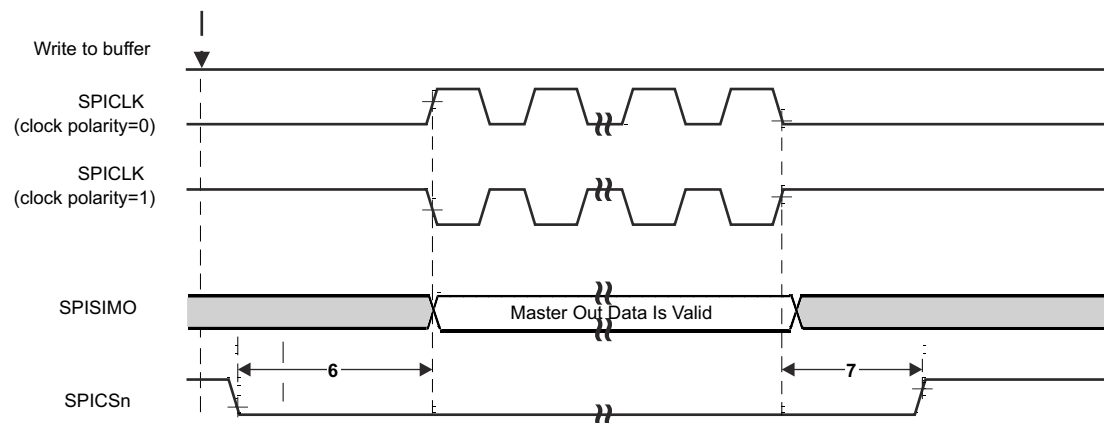 Write to buffer
SPICLK
(clock polarity=0)
SPICLK
(clock polarity=1)
SPISIMO
Master Out Data Is Valid
6
7
SPICSn